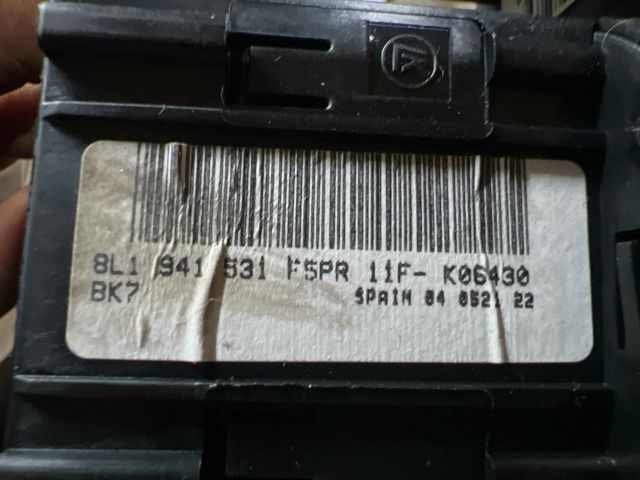 8L1 941 531 F5PR 11F- K06430
BK7 SPAIN 04 0521 22